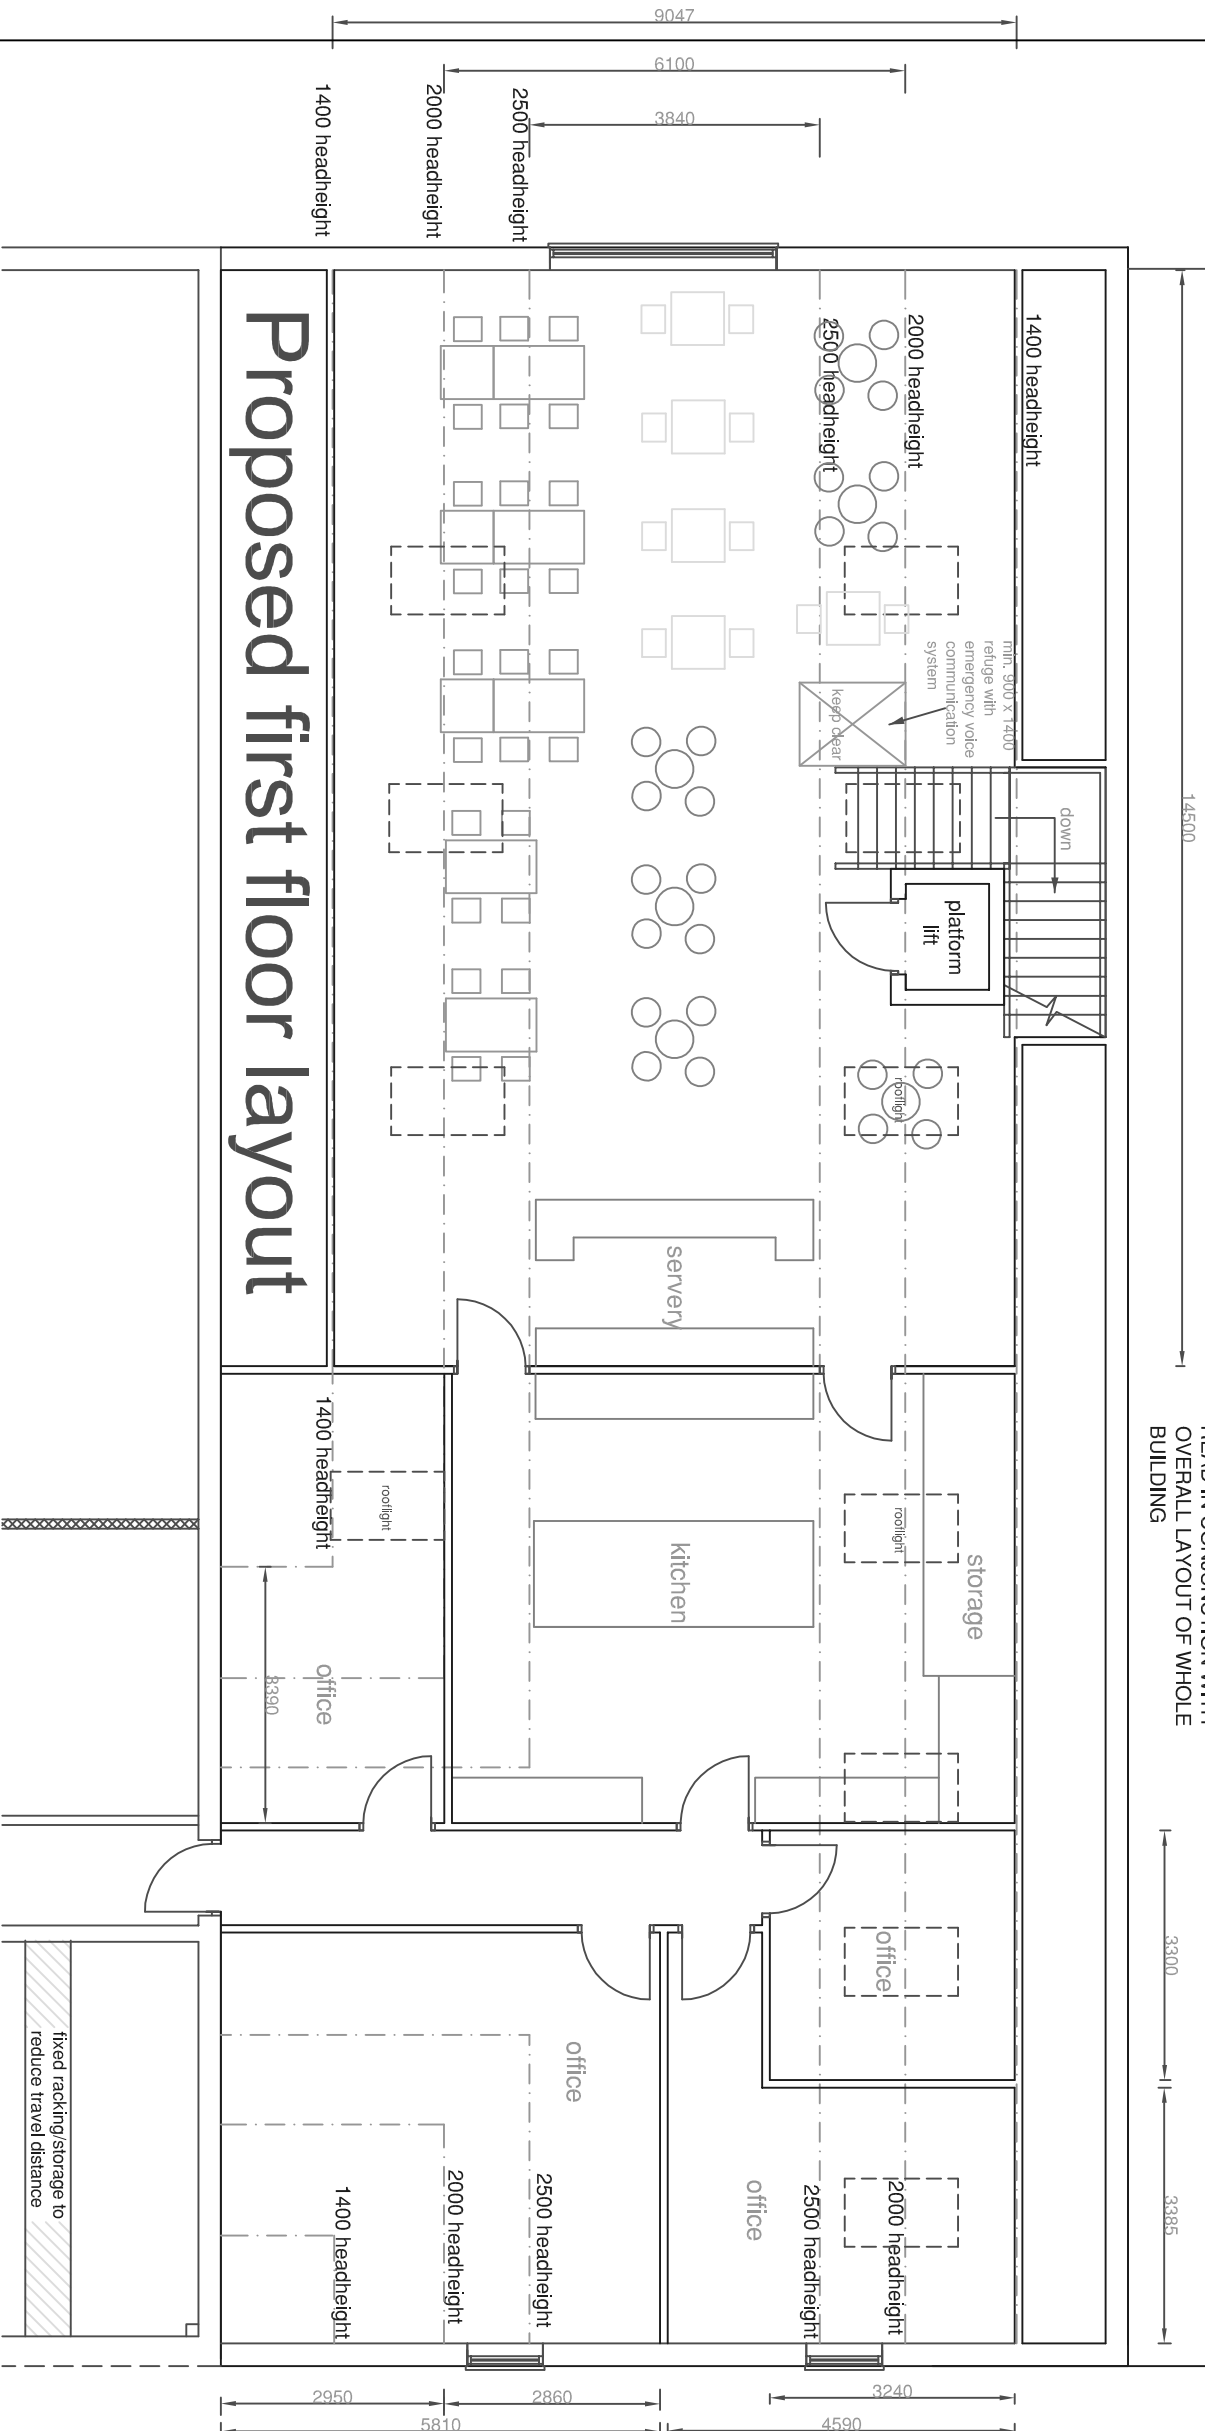 9047
6100
3840
1400 headheight
2000 headheight
2500 headheight
1400 headheight
2000 headheight
2500 headheight
Proposed first floor layout
min. 900 x 1400
refuge with
emergency voice
communication
system
keep clear
down
14500
platform
lift
rooflight
servery
OVERALL LAYOUT OF WHOLE
BUILDING
1400 headheight
rooflight
rooflight
kitchen
storage
office
3390
office
3300
office
office
3385
fixed racking/storage to
reduce travel distance
1400 headheight
2000 headheight
2500 headheight
2500 headheight
2000 headheight
2950
2860
3240
5810
4590